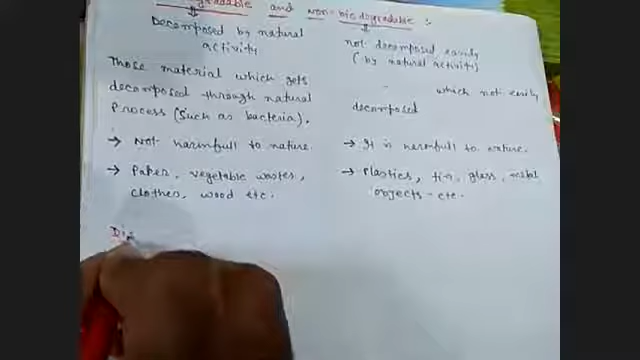 and non-biodegradable :
Decomposed by natural
activity
not decomposed easily
(by natural activity)
Those material which gets
decomposed through natural
Process (such as bacteria).
which not easily
decomposed
→ Not harmfull to nature.
→ It is harmfull to nature.
→ Paper, vegetable wastes,
clothes, wood etc.
→ Plastics, tin, glass, metal
objects - etc.